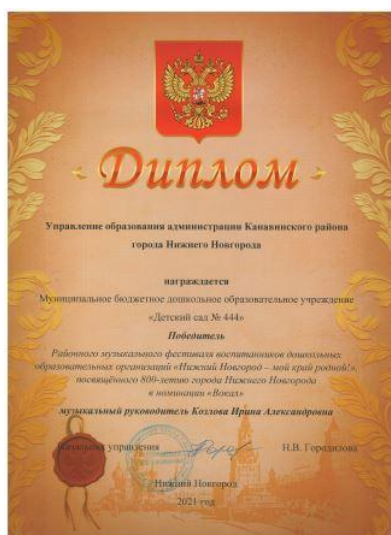 Диплом
Управление образования администрации Канавинского района
города Нижнего Новгорода
награждается
Муниципальное бюджетное дошкольное образовательное учреждение
«Детский сад № 444»
Победитель
Районного музыкального фестиваля воспитанников дошкольных
образовательных организаций «Нижний Новгород – мой край родной!»,
посвящённого 800-летию города Нижнего Новгорода
в номинации «Вокал»
музыкальный руководитель Козлова Ирина Александровна
Начальник управления Н.В. Городилова
Нижний Новгород
2021 год